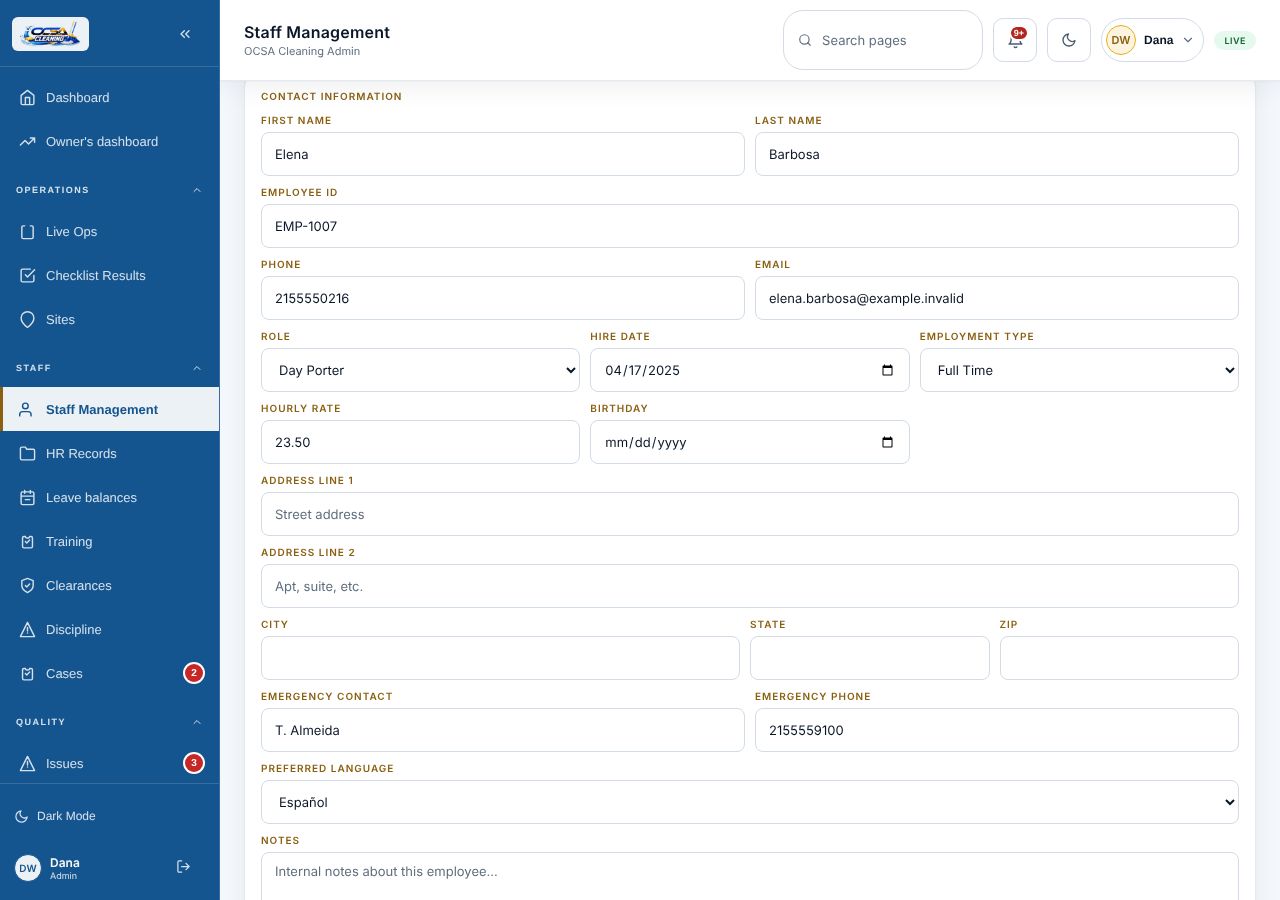 OCSA
CLEANING
Staff Management
OCSA Cleaning Admin
Search pages
9+
DW
Dana
LIVE
Dashboard
Owner's dashboard
OPERATIONS
Live Ops
Checklist Results
Sites
STAFF
Staff Management
HR Records
Leave balances
Training
Clearances
Discipline
Cases
2
QUALITY
Issues
3
Dark Mode
DW
Dana
Admin
CONTACT INFORMATION
FIRST NAME
LAST NAME
Elena
Barbosa
EMPLOYEE ID
EMP-1007
PHONE
EMAIL
2155550216
elena.barbosa@example.invalid
ROLE
HIRE DATE
EMPLOYMENT TYPE
Day Porter
04/17/2025
Full Time
HOURLY RATE
BIRTHDAY
23.50
mm/dd/yyyy
ADDRESS LINE 1
Street address
ADDRESS LINE 2
Apt, suite, etc.
CITY
STATE
ZIP
EMERGENCY CONTACT
EMERGENCY PHONE
T. Almeida
2155559100
PREFERRED LANGUAGE
Español
NOTES
Internal notes about this employee...